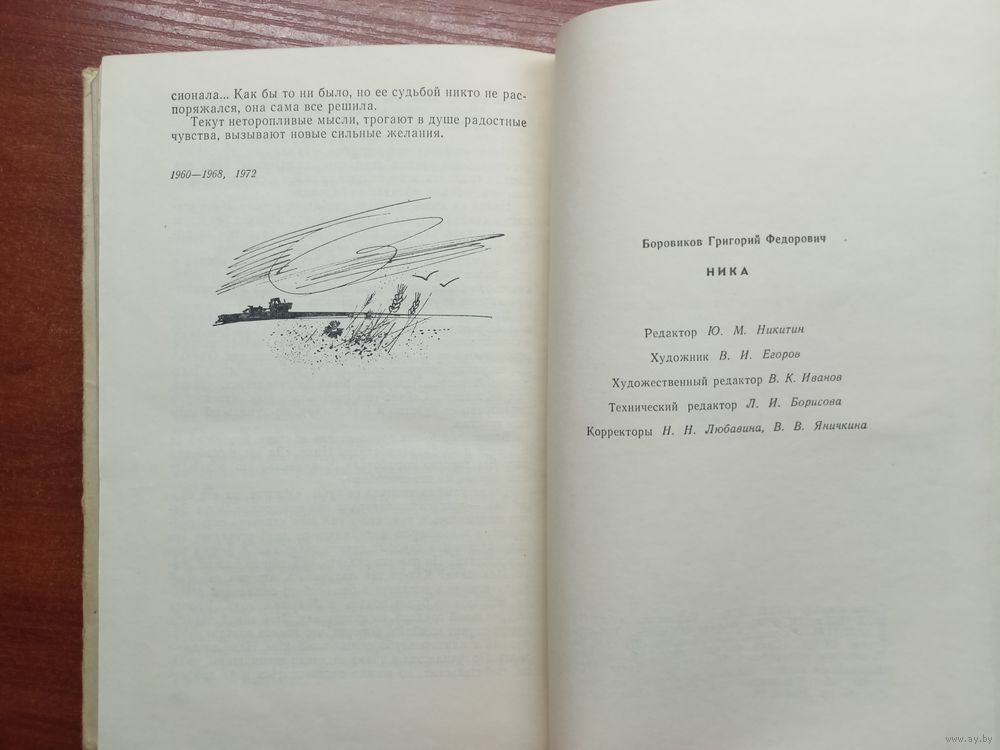 сионала... Как бы то ни было, но ее судьбой никто не рас-
поряжался, она сама все решила.
Текут неторопливые мысли, трогают в душе радостные
чувства, вызывают новые сильные желания.
1960—1968, 1972
Боровиков Григорий Федорович
НИКА
Редактор Ю. М. Никитин
Художник В. И. Егоров
Художественный редактор В. К. Иванов
Технический редактор Л. И. Борисова
Корректоры Н. Н. Любавина, В. В. Яничкина
www.ay.by